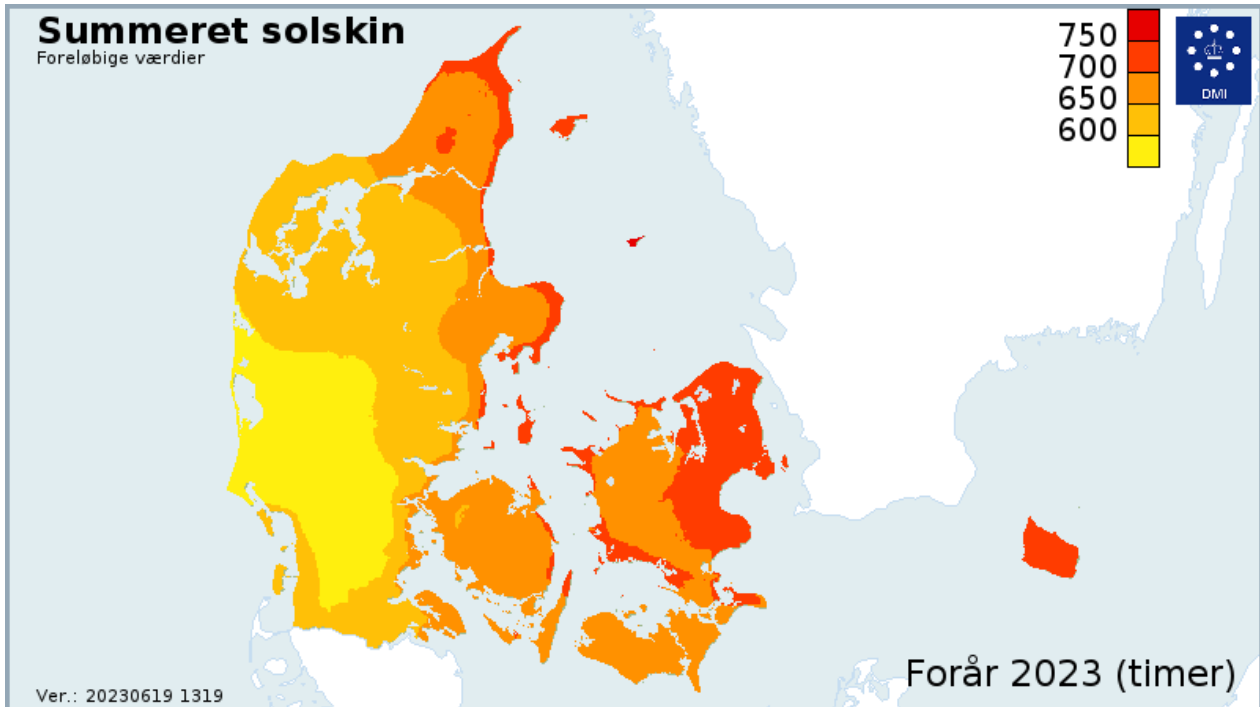 Summeret solskin
Foreløbige værdier
750
700
650
600
DMI
Forår 2023 (timer)
Ver.: 20230619 1319